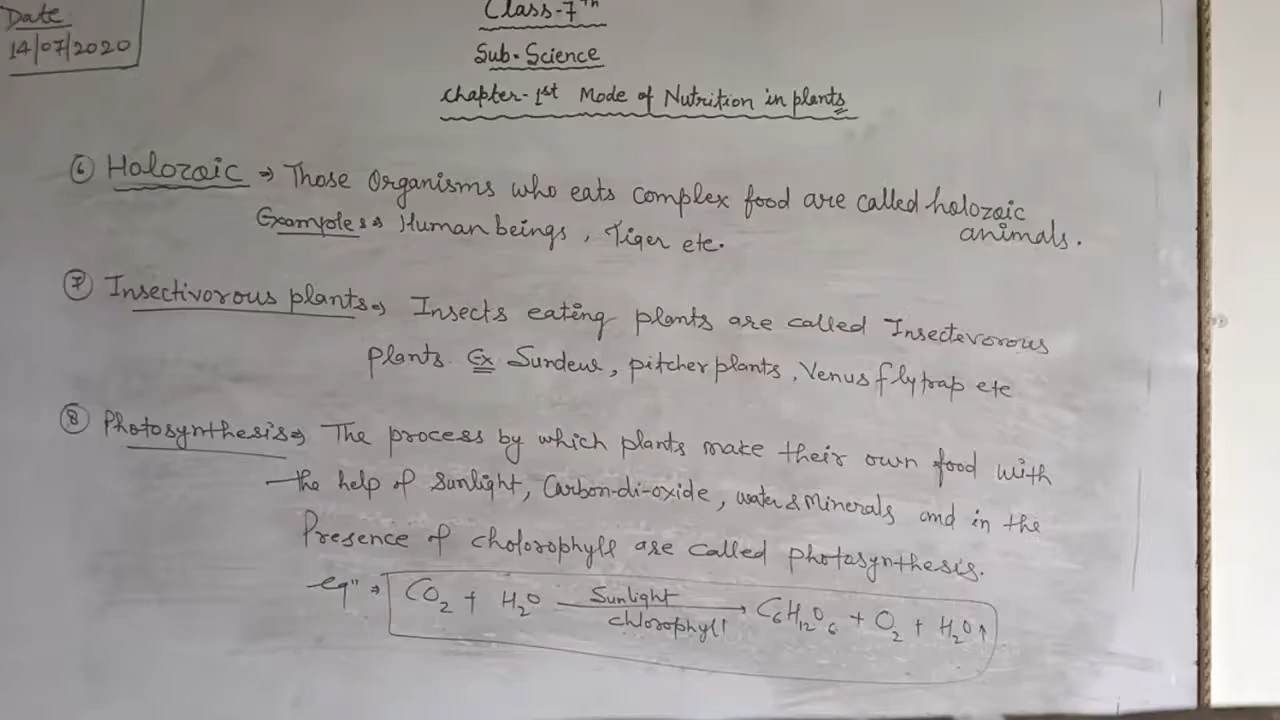 Date
14/07/2020
Class-7th
Sub. Science
Chapter-1st Mode of Nutrition in plants
⑥ Holozoic → Those Organisms who eats complex food are called holozoic
animals.
Examples → Human beings, Tiger etc.
⑦ Insectivorous plants → Insects eating plants are called Insectevorous
plants. Ex Sundew, pitcher plants, Venus flytrap etc
⑧ Photosynthesis → The process by which plants make their own food with
the help of Sunlight, Carbon-di-oxide, water & Minerals and in the
Presence of cholorophyll are called photosynthesis.
eqⁿ → CO₂ + H₂O Sunlight → C₆H₁₂O₆ + O₂ + H₂O↑
chlorophyll